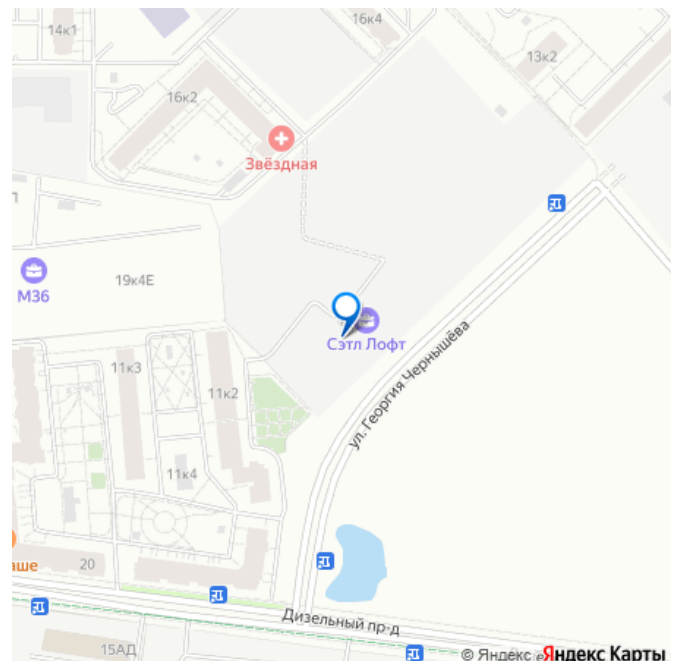 14к1
16к4
13к2
16к2
Звёздная
19к4Е
М36
Сэтл Лофт
ул. Георгия Чернышёва
11к3
11к2
11к4
20
Дизельный пр-д
15АД
© Яндекс
Яндекс Карты